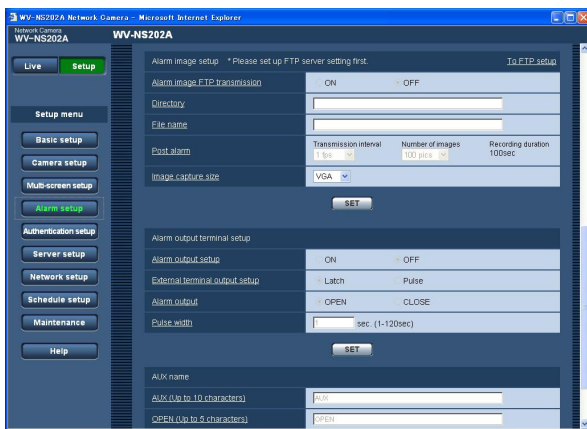 WV-NS202A Network Camera - Microsoft Internet Explorer
Network Camera
WV-NS202A
WV-NS202A
Live
Setup
Setup menu
Basic setup
Camera setup
Multi-screen setup
Alarm setup
Authentication setup
Server setup
Network setup
Schedule setup
Maintenance
Help
Alarm image setup * Please set up FTP server setting first. To FTP setup
Alarm image FTP transmission ON OFF
Directory
File name
Post alarm Transmission interval 1 fps Number of images 100 pics Recording duration 100sec
Image capture size VGA
SET
Alarm output terminal setup
Alarm output setup ON OFF
External terminal output setup Latch Pulse
Alarm output OPEN CLOSE
Pulse width 1 sec. (1-120sec)
SET
AUX name
AUX (Up to 10 characters) AUX
OPEN (Up to 5 characters) OPEN